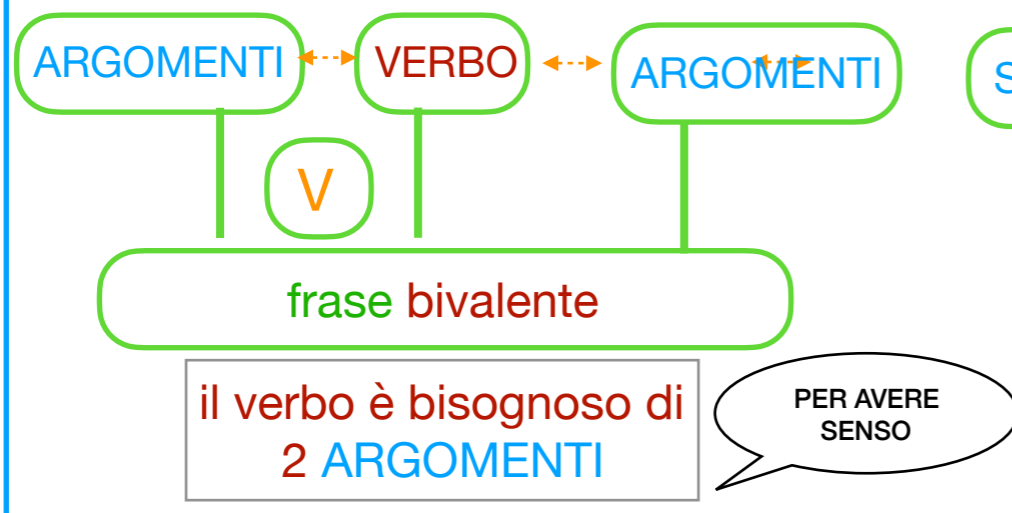 ARGOMENTI VERBO ARGOMENTI S
V
frase bivalente
il verbo è bisognoso di
2 ARGOMENTI
PER AVERE
SENSO